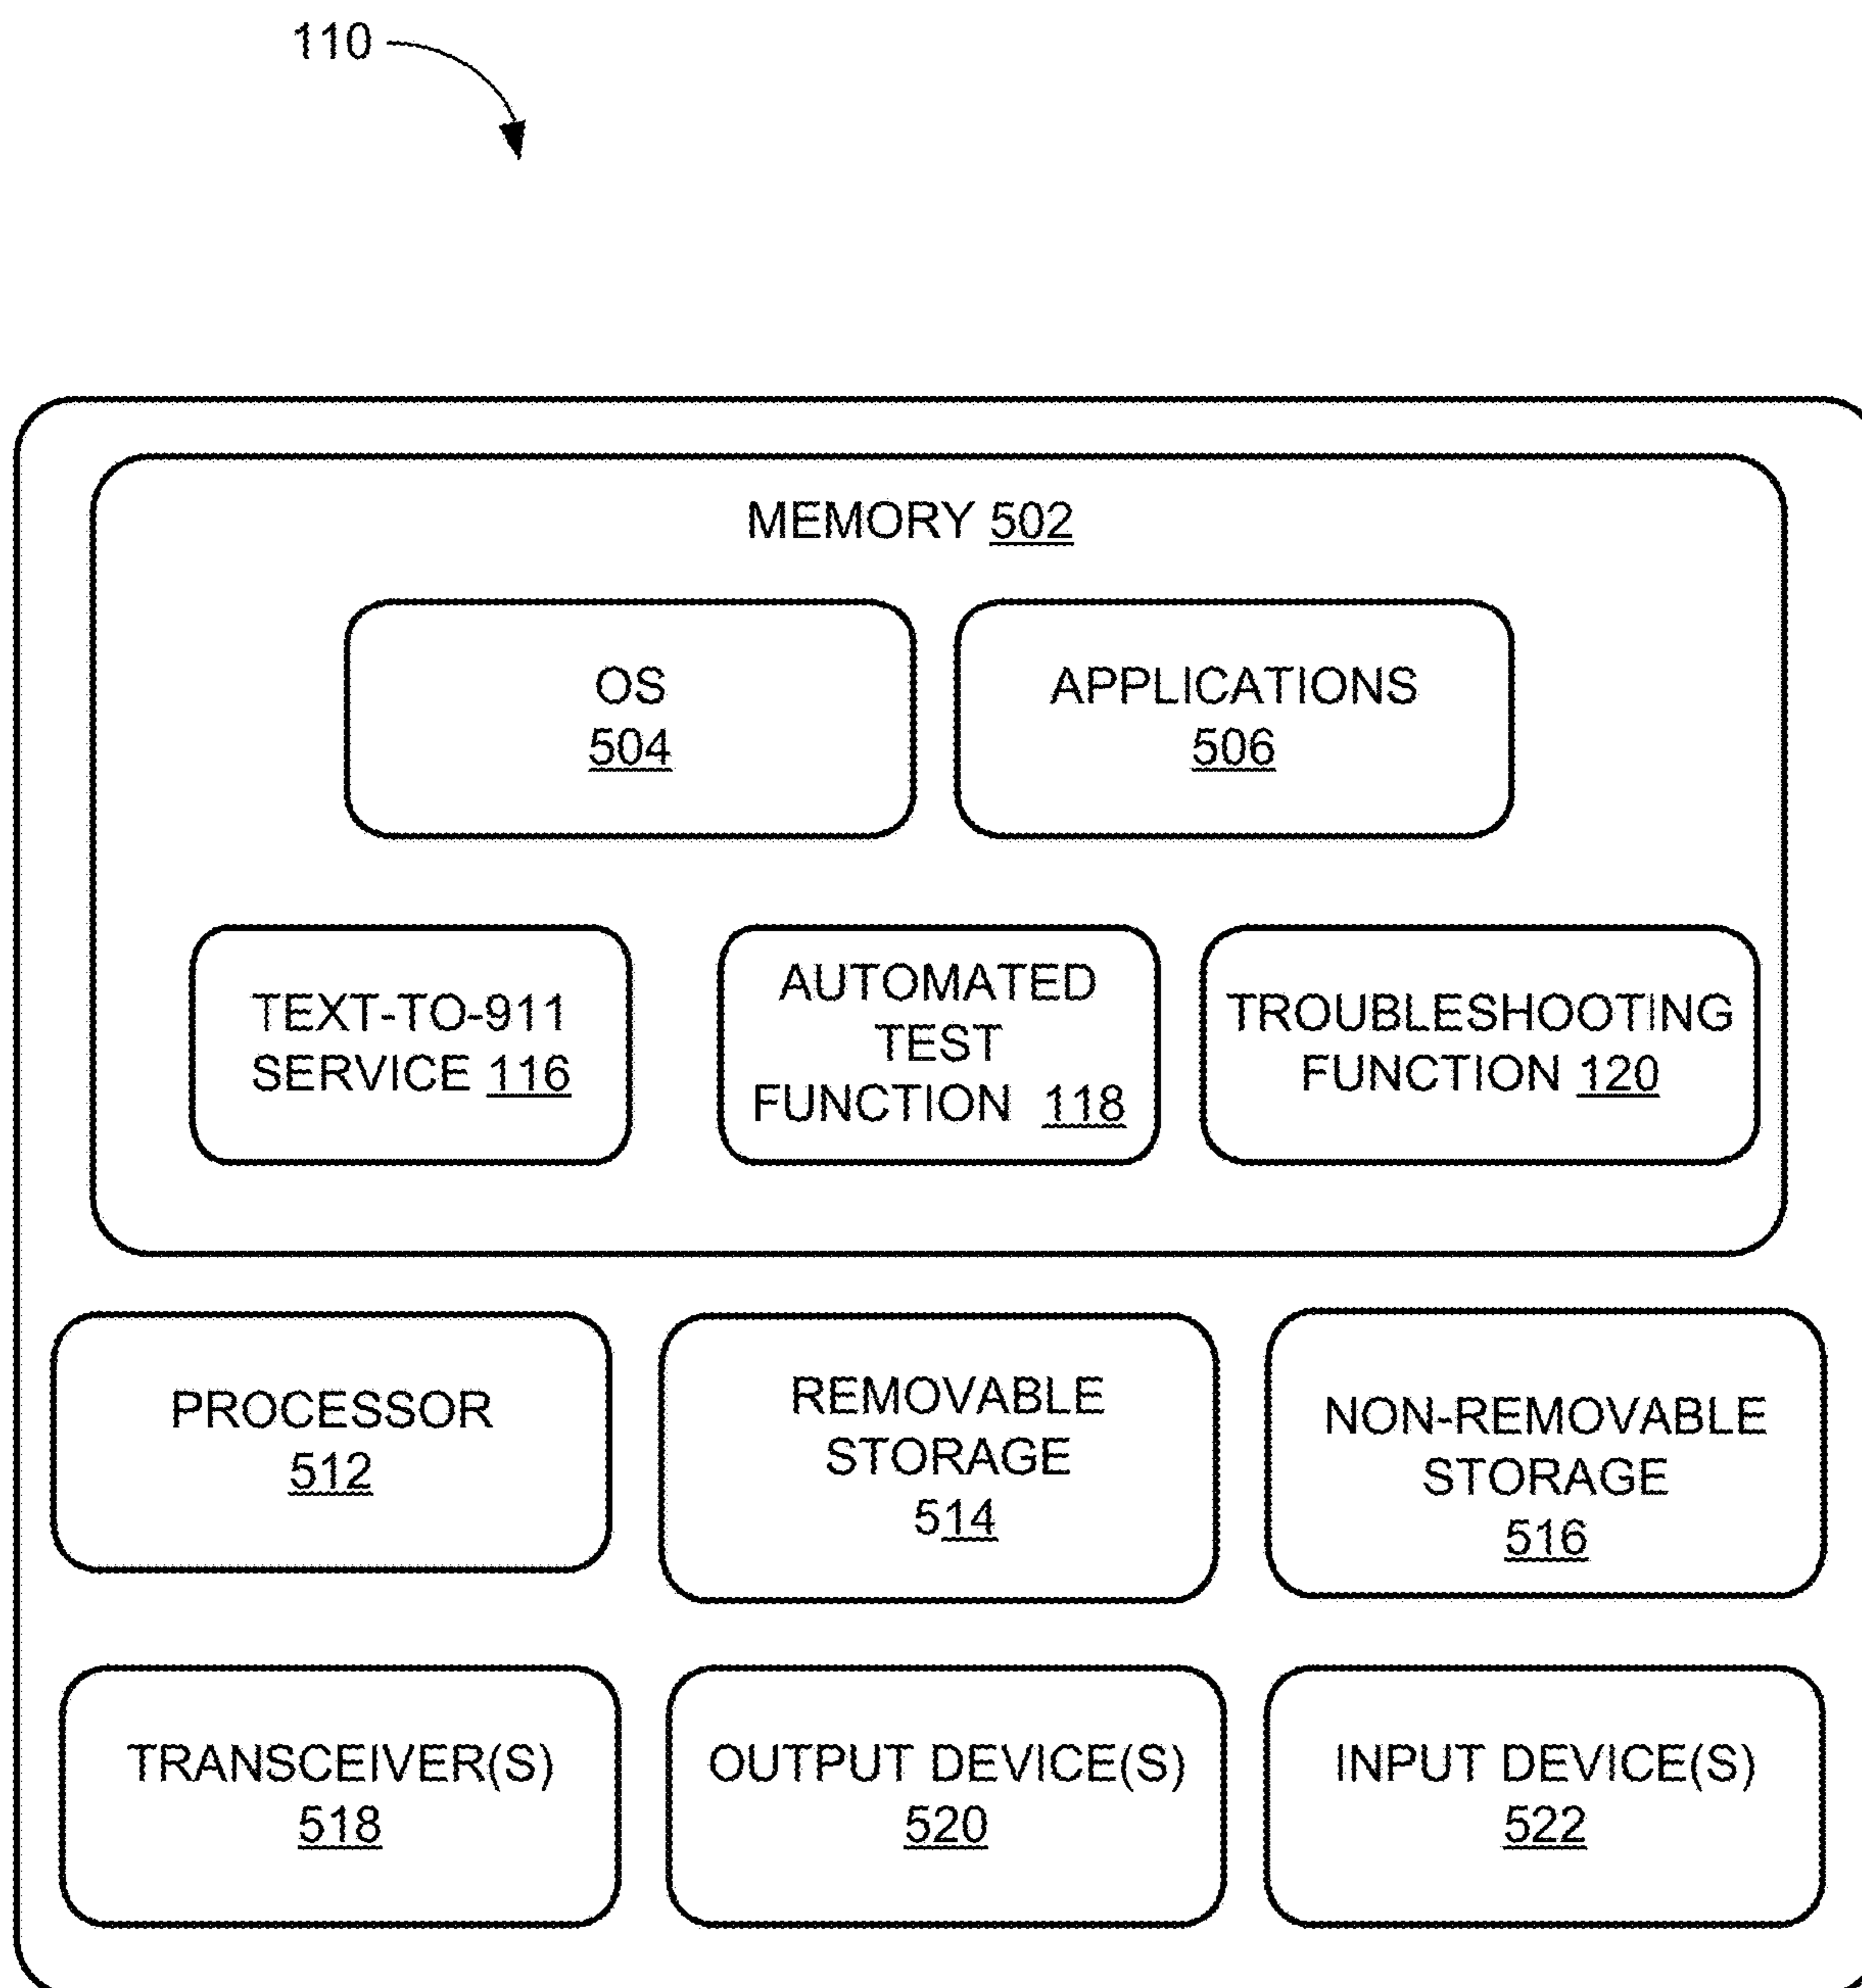 110
MEMORY 502
OS
504
APPLICATIONS
506
TEXT-TO-911
SERVICE 116
AUTOMATED
TEST
FUNCTION 118
TROUBLESHOOTING
FUNCTION 120
PROCESSOR
512
REMOVABLE
STORAGE
514
NON-REMOVABLE
STORAGE
516
TRANSCEIVER(S)
518
OUTPUT DEVICE(S)
520
INPUT DEVICE(S)
522